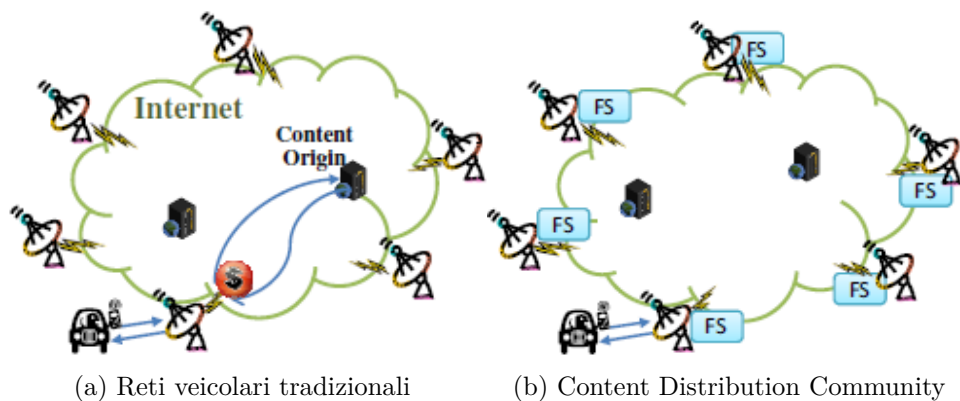 Internet
Content
Origin
$
(a) Reti veicolari tradizionali
FS
FS
FS
FS
FS
FS
(b) Content Distribution Community